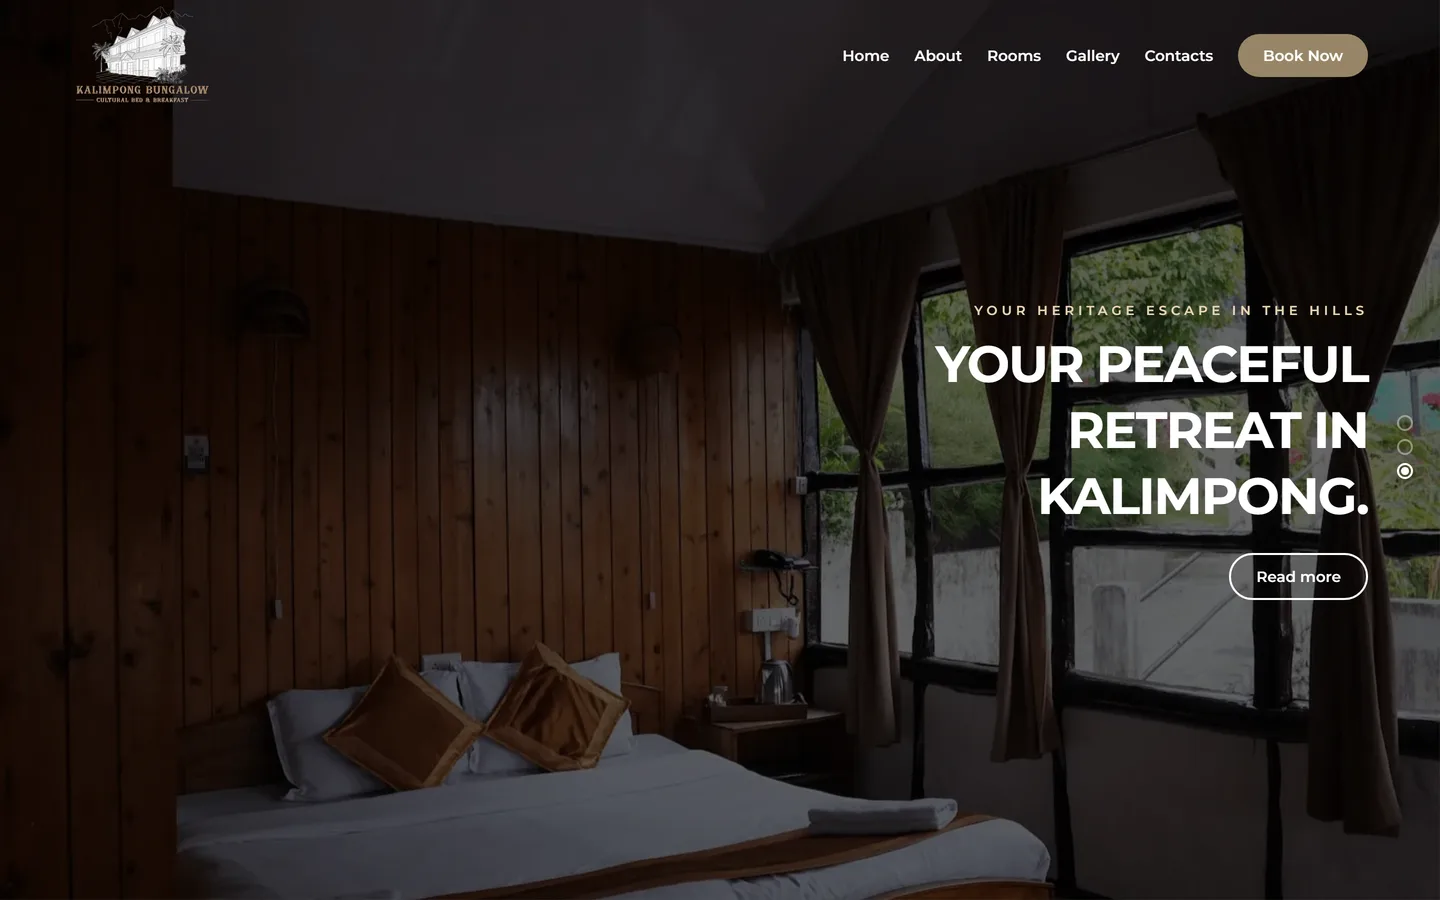 KALIMPONG BUNGALOW
CULTURAL BED & BREAKFAST
Home
About
Rooms
Gallery
Contacts
Book Now
YOUR HERITAGE ESCAPE IN THE HILLS
YOUR PEACEFUL
RETREAT IN
KALIMPONG.
Read more